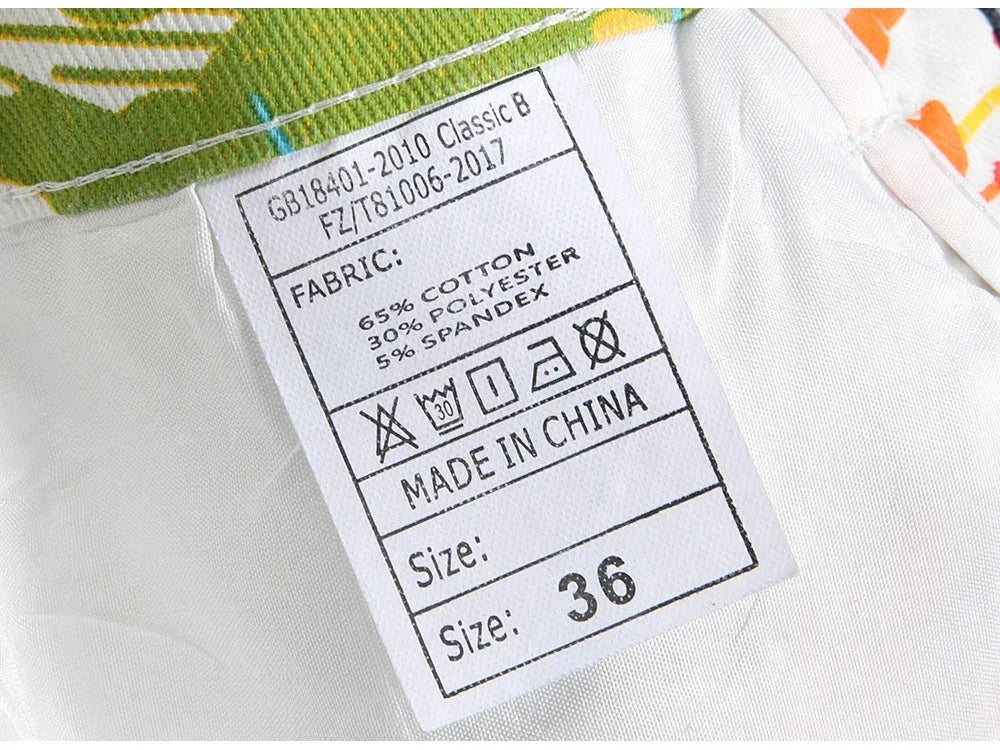 GB18401-2010 Classic B
FZ/T81006-2017
FABRIC:
65% COTTON
30% POLYESTER
5% SPANDEX
30
MADE IN CHINA
Size:
Size: 36